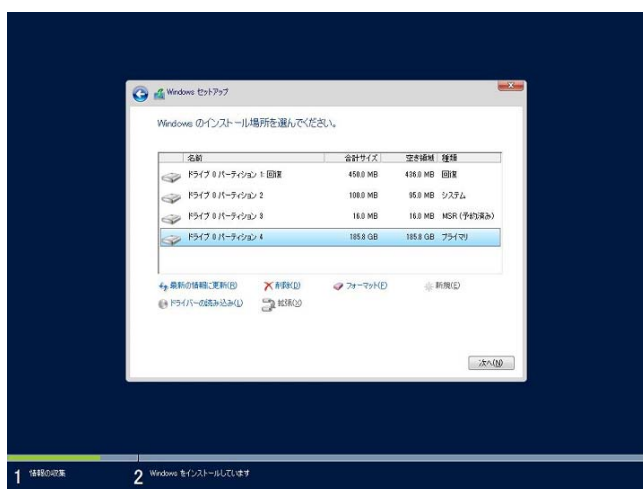 Windows セットアップ
Windows のインストール場所を選んでください。
名前 合計サイズ 空き領域 種類
ドライブ 0 パーティション 1: 回復 450.0 MB 436.0 MB 回復
ドライブ 0 パーティション 2 100.0 MB 95.0 MB システム
ドライブ 0 パーティション 3 16.0 MB 16.0 MB MSR (予約済み)
ドライブ 0 パーティション 4 185.8 GB 185.8 GB プライマリ
最新の情報に更新(R) 削除(D) フォーマット(F) 新規(E)
ドライバーの読み込み(L) 拡張(X)
次へ(N)
1 情報の収集 2 Windows をインストールしています